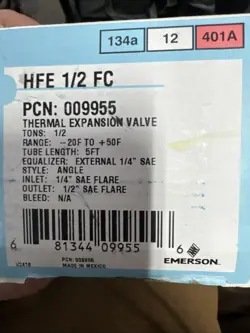 134a 12 401A
HFE 1/2 FC
PCN: 009955
THERMAL EXPANSION VALVE
TONS: 1/2
RANGE: -20F TO +50F
TUBE LENGTH: 5FT
EQUALIZER: EXTERNAL 1/4" SAE
STYLE: ANGLE
INLET: 1/4" SAE FLARE
OUTLET: 1/2" SAE FLARE
BLEED: N/A
6 81344 09955 6
EMERSON
PCN: 009955
MADE IN MEXICO